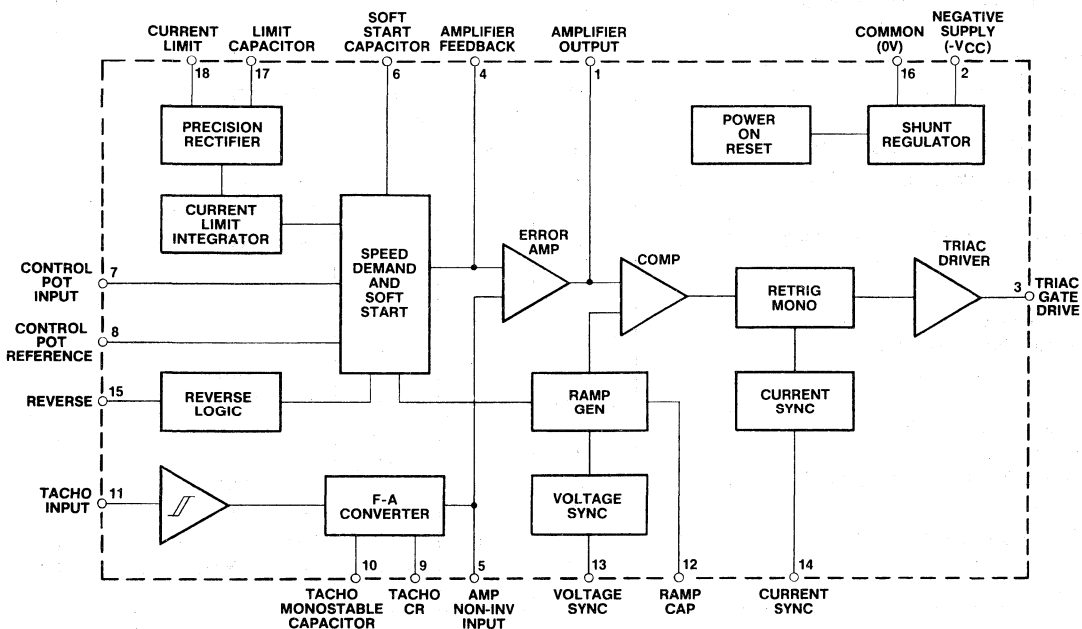 CURRENT
LIMIT
18
LIMIT
CAPACITOR
17
SOFT
START
CAPACITOR
6
AMPLIFIER
FEEDBACK
4
AMPLIFIER
OUTPUT
1
COMMON
(0V)
16
NEGATIVE
SUPPLY
(-VCC)
2
PRECISION
RECTIFIER
POWER
ON
RESET
SHUNT
REGULATOR
CURRENT
LIMIT
INTEGRATOR
SPEED
DEMAND
AND
SOFT
START
ERROR
AMP
COMP
RETRIG
MONO
TRIAC
DRIVER
3
TRIAC
GATE
DRIVE
CONTROL
POT
INPUT
7
CONTROL
POT
REFERENCE
8
REVERSE
15
REVERSE
LOGIC
RAMP
GEN
CURRENT
SYNC
TACHO
INPUT
11
F-A
CONVERTER
VOLTAGE
SYNC
10
TACHO
MONOSTABLE
CAPACITOR
9
TACHO
CR
5
AMP
NON-INV
INPUT
13
VOLTAGE
SYNC
12
RAMP
CAP
14
CURRENT
SYNC